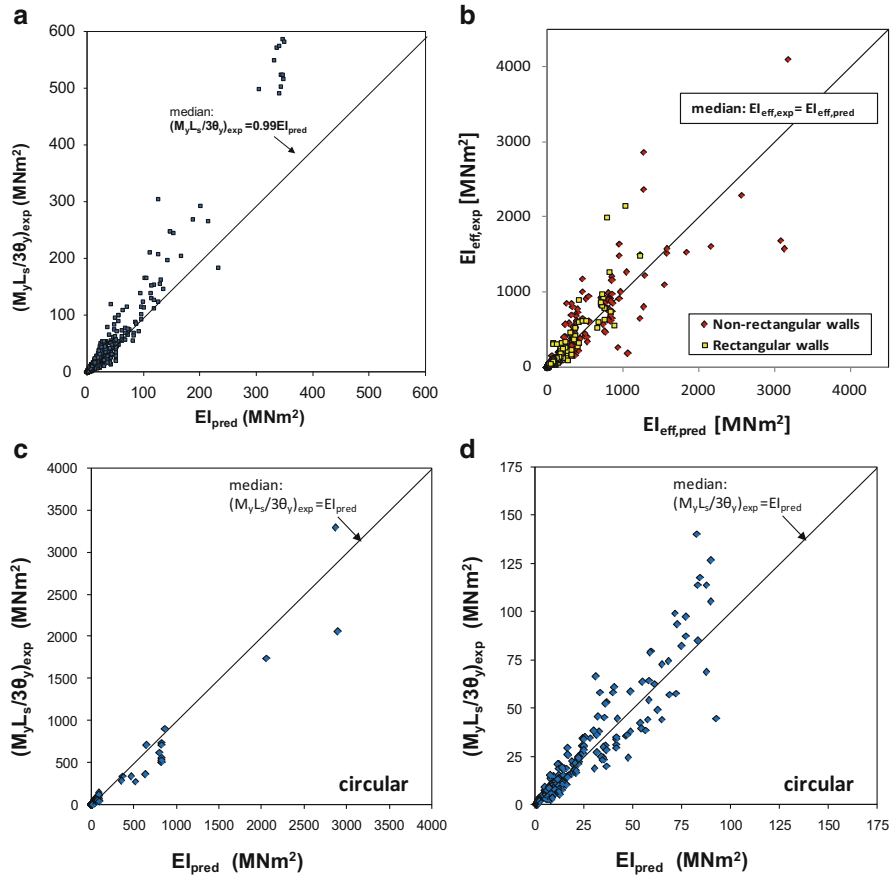 a
600
500
400
300
200
100
0
0 100 200 300 400 500 600
(MyLs/3θy)exp (MNm²)
EIpred (MNm²)
median:
(MyLs/3θy)exp =0.99EIpred
b
4000
3000
2000
1000
0
0 1000 2000 3000 4000
EIeff,exp [MNm²]
EIeff,pred [MNm²]
median: EIeff,exp= EIeff,pred
Non-rectangular walls
Rectangular walls
c
4000
3500
3000
2500
2000
1500
1000
500
0
0 500 1000 1500 2000 2500 3000 3500 4000
(MyLs/3θy)exp (MNm²)
EIpred (MNm²)
median:
(MyLs/3θy)exp=EIpred
circular
d
175
150
125
100
75
50
25
0
0 25 50 75 100 125 150 175
(MyLs/3θy)exp (MNm²)
EIpred (MNm²)
median:
(MyLs/3θy)exp=EIpred
circular